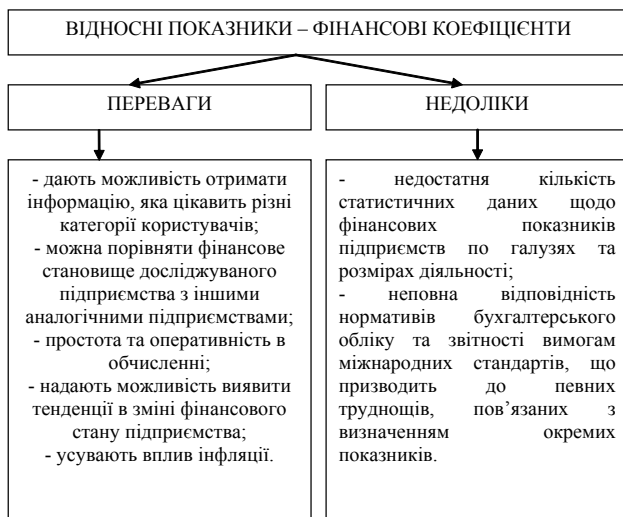 ВІДНОСНІ ПОКАЗНИКИ – ФІНАНСОВІ КОЕФІЦІЄНТИ
ПЕРЕВАГИ
- дають можливість отримати
інформацію, яка цікавить різні
категорії користувачів;
- можна порівняти фінансове
становище досліджуваного
підприємства з іншими
аналогічними підприємствами;
- простота та оперативність в
обчисленні;
- надають можливість виявити
тенденції в зміні фінансового
стану підприємства;
- усувають вплив інфляції.
НЕДОЛІКИ
- недостатня кількість
статистичних даних щодо
фінансових показників
підприємств по галузях та
розмірах діяльності;
- неповна відповідність
нормативів бухгалтерського
обліку та звітності вимогам
міжнародних стандартів, що
призводить до певних
труднощів, пов’язаних з
визначенням окремих
показників.